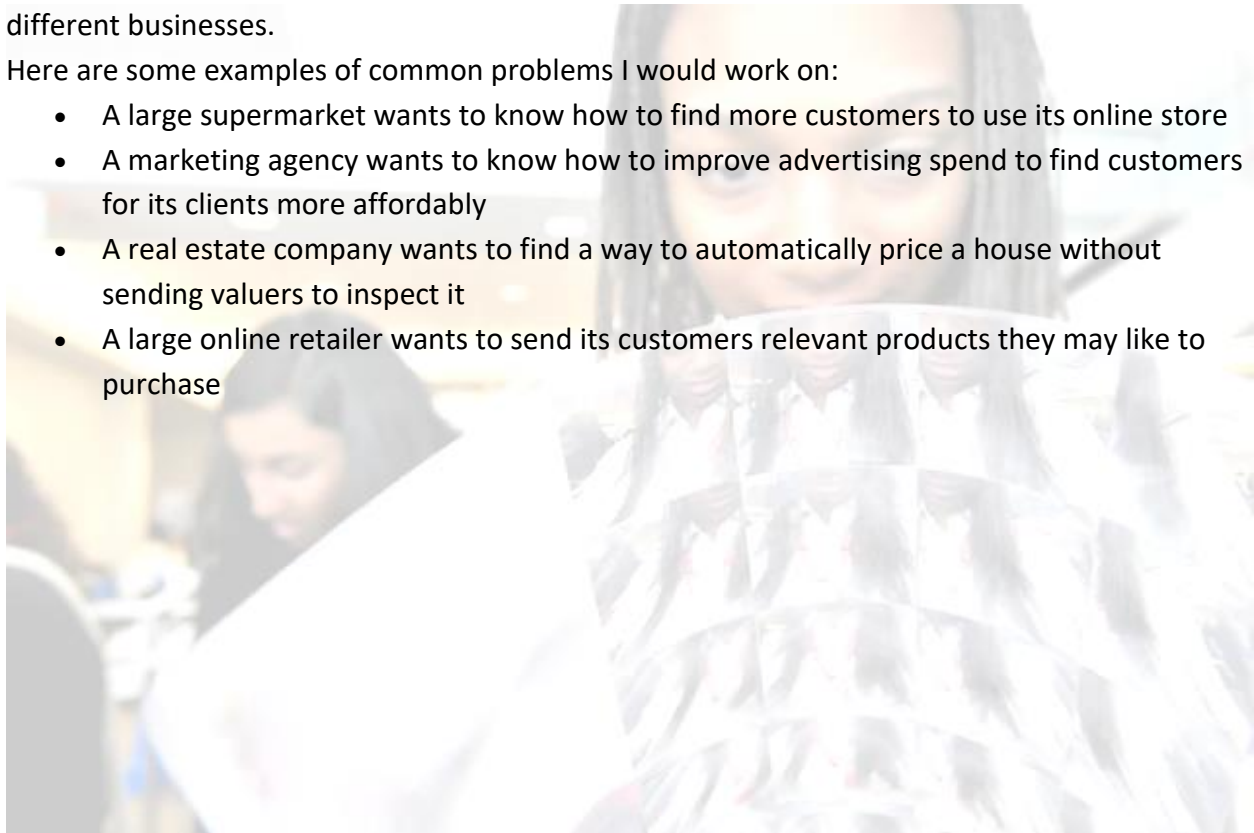 different businesses.
Here are some examples of common problems I would work on:
• A large supermarket wants to know how to find more customers to use its online store
• A marketing agency wants to know how to improve advertising spend to find customers
for its clients more affordably
• A real estate company wants to find a way to automatically price a house without
sending valuers to inspect it
• A large online retailer wants to send its customers relevant products they may like to
purchase